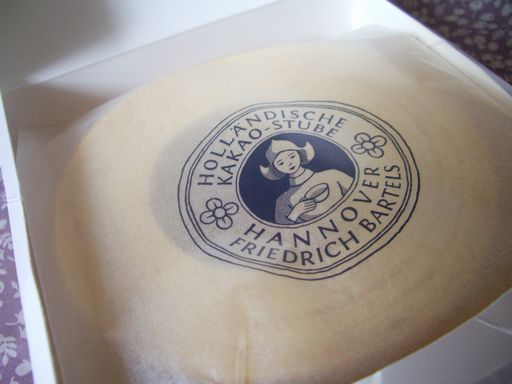 HOLLÄNDISCHE
KAKAO-STUBE
HANNOVER
FRIEDRICH BARTELS